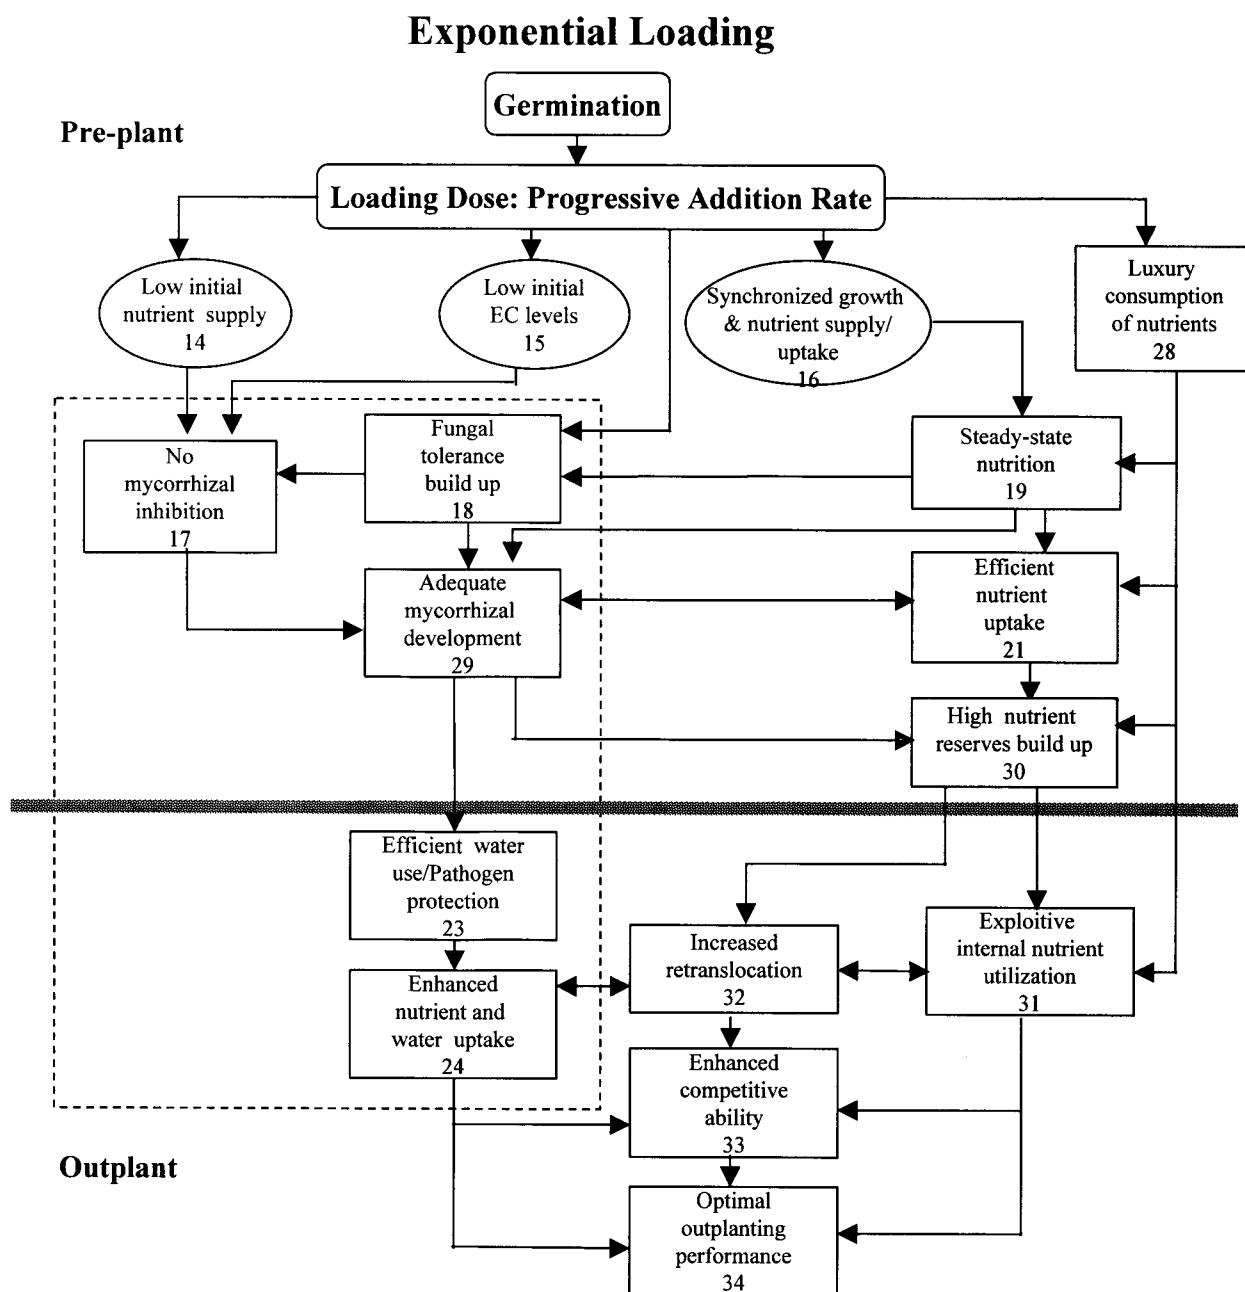 Exponential Loading
Germination
Pre-plant
Loading Dose: Progressive Addition Rate
Low initial
nutrient supply
14
Low initial
EC levels
15
Synchronized growth
& nutrient supply/
uptake
16
Luxury
consumption
of nutrients
28
No
mycorrhizal
inhibition
17
Fungal
tolerance
build up
18
Steady-state
nutrition
19
Adequate
mycorrhizal
development
29
Efficient
nutrient
uptake
21
High nutrient
reserves build up
30
Efficient water
use/Pathogen
protection
23
Increased
retranslocation
32
Exploitive
internal nutrient
utilization
31
Enhanced
nutrient and
water uptake
24
Enhanced
competitive
ability
33
Outplant
Optimal
outplanting
performance
34